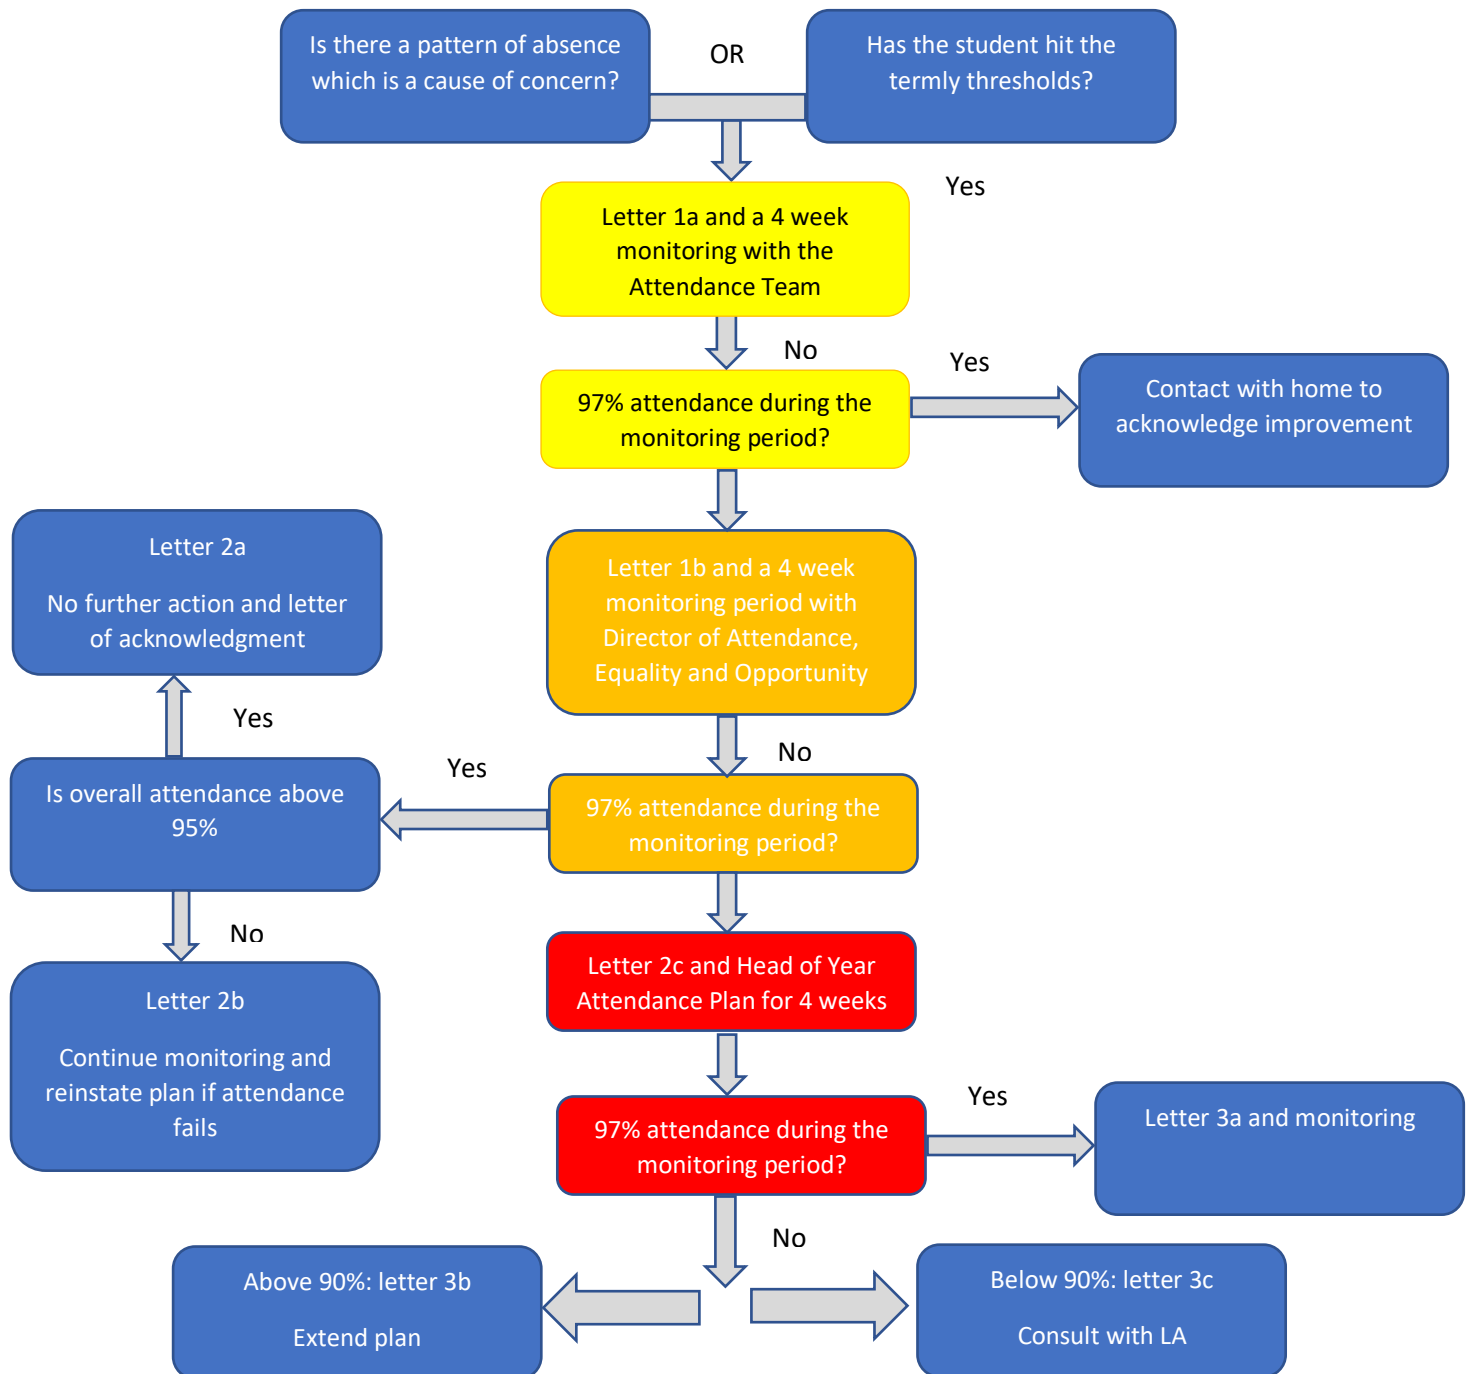 Is there a pattern of absence
which is a cause of concern?
OR
Has the student hit the
termly thresholds?
Yes
Letter 1a and a 4 week
monitoring with the
Attendance Team
No
97% attendance during the
monitoring period?
Yes
Contact with home to
acknowledge improvement
Letter 1b and a 4 week
monitoring period with
Director of Attendance,
Equality and Opportunity
No
97% attendance during the
monitoring period?
Yes
Is overall attendance above
95%
Yes
Letter 2a
No further action and letter
of acknowledgment
No
Letter 2b
Continue monitoring and
reinstate plan if attendance
fails
Letter 2c and Head of Year
Attendance Plan for 4 weeks
97% attendance during the
monitoring period?
Yes
Letter 3a and monitoring
No
Above 90%: letter 3b
Extend plan
Below 90%: letter 3c
Consult with LA